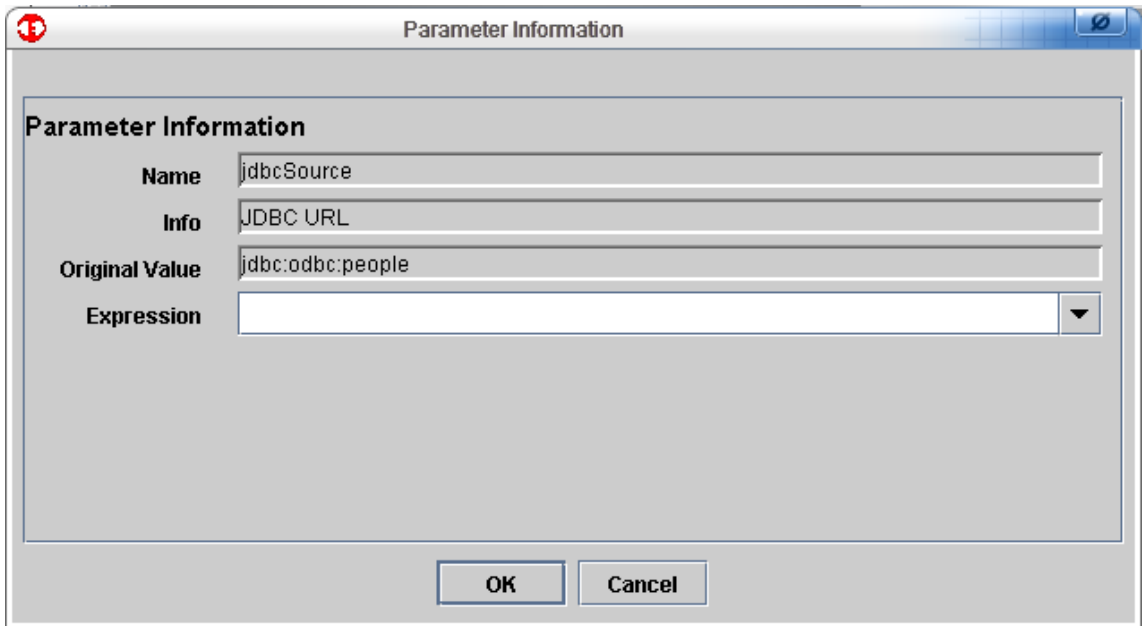 Parameter Information
Parameter Information
Name jdbcSource
Info JDBC URL
Original Value jdbc:odbc:people
Expression
OK Cancel